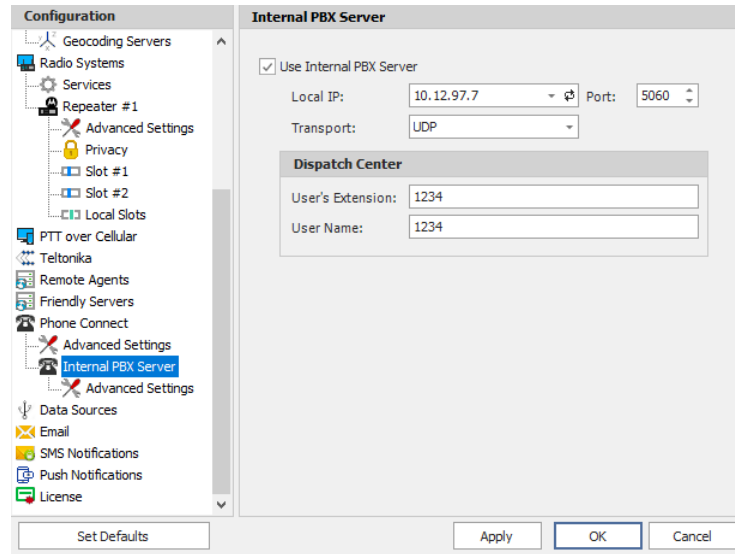 Configuration
Geocoding Servers
Radio Systems
Services
Repeater #1
Advanced Settings
Privacy
Slot #1
Slot #2
Local Slots
PTT over Cellular
Teltonika
Remote Agents
Friendly Servers
Phone Connect
Advanced Settings
Internal PBX Server
Advanced Settings
Data Sources
Email
SMS Notifications
Push Notifications
License
Set Defaults
Internal PBX Server
Use Internal PBX Server
Local IP: 10.12.97.7 Port: 5060
Transport: UDP
Dispatch Center
User's Extension: 1234
User Name: 1234
Apply OK Cancel